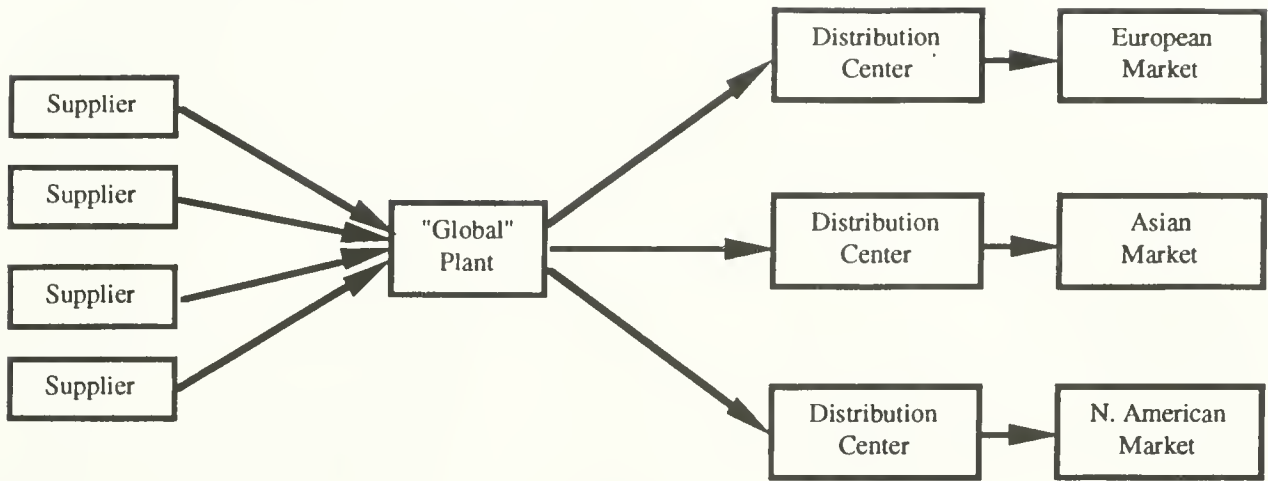 Supplier
Supplier
Supplier
Supplier
"Global"
Plant
Distribution
Center
European
Market
Distribution
Center
Asian
Market
Distribution
Center
N. American
Market